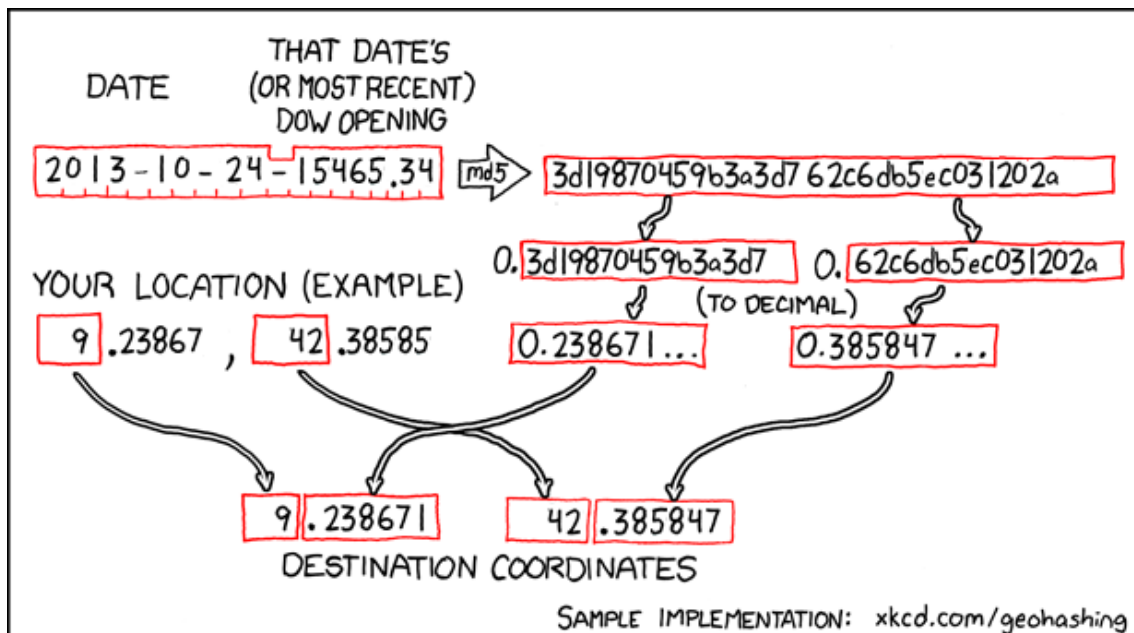 DATE
THAT DATE'S
(OR MOST RECENT)
DOW OPENING
2013-10-24-15465.34
md5
3d19870459b3a3d762c6db5ec031202a
0.3d19870459b3a3d7
0.62c6db5ec031202a
YOUR LOCATION (EXAMPLE)
(TO DECIMAL)
9.23867, 42.38585
0.238671...
0.385847 ...
9.238671
42.385847
DESTINATION COORDINATES
SAMPLE IMPLEMENTATION: xkcd.com/geohashing